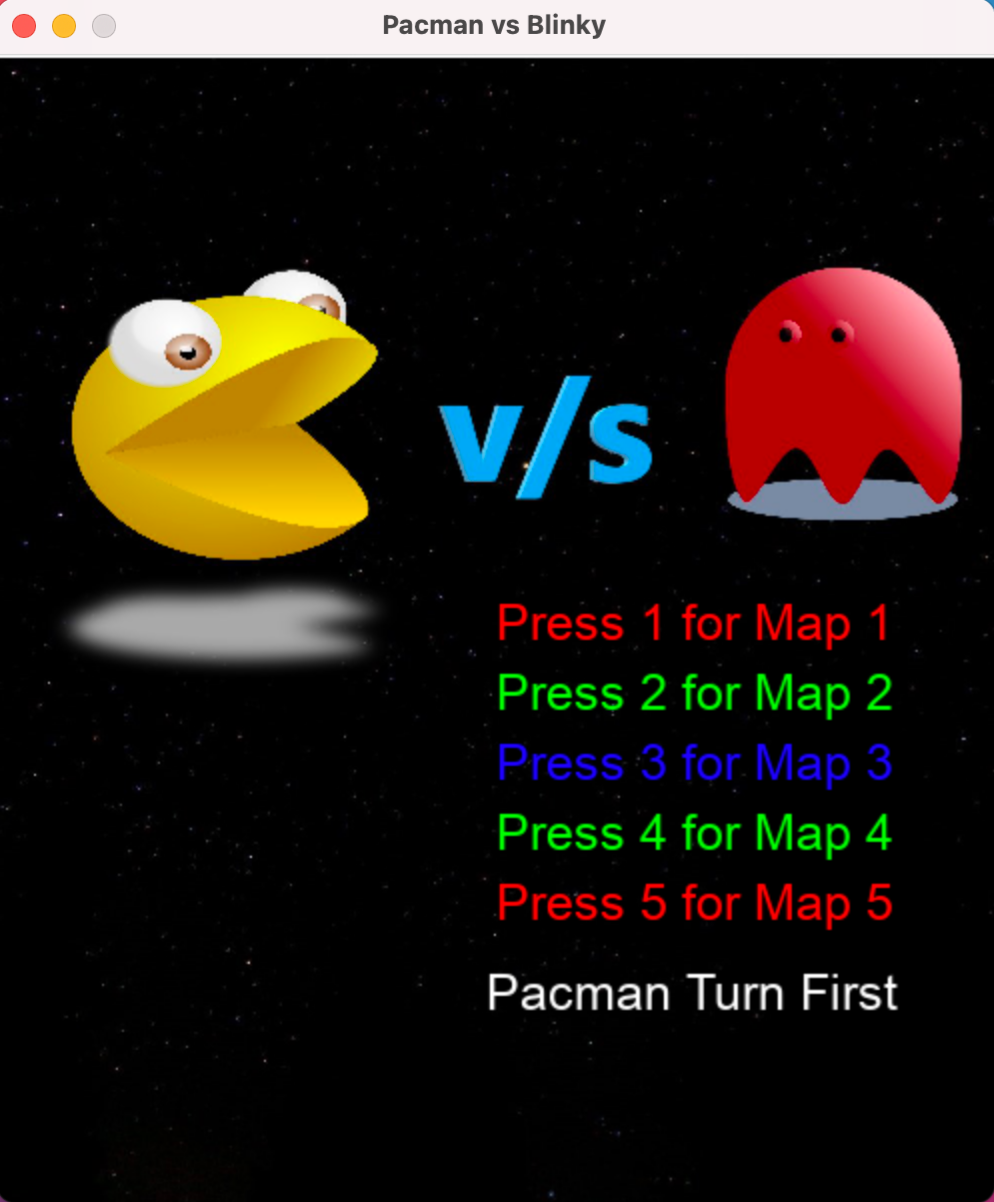 Pacman vs Blinky
v/s
Press 1 for Map 1
Press 2 for Map 2
Press 3 for Map 3
Press 4 for Map 4
Press 5 for Map 5
Pacman Turn First